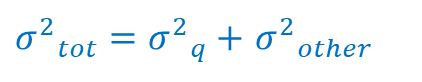 σ²tot = σ²q + σ²other